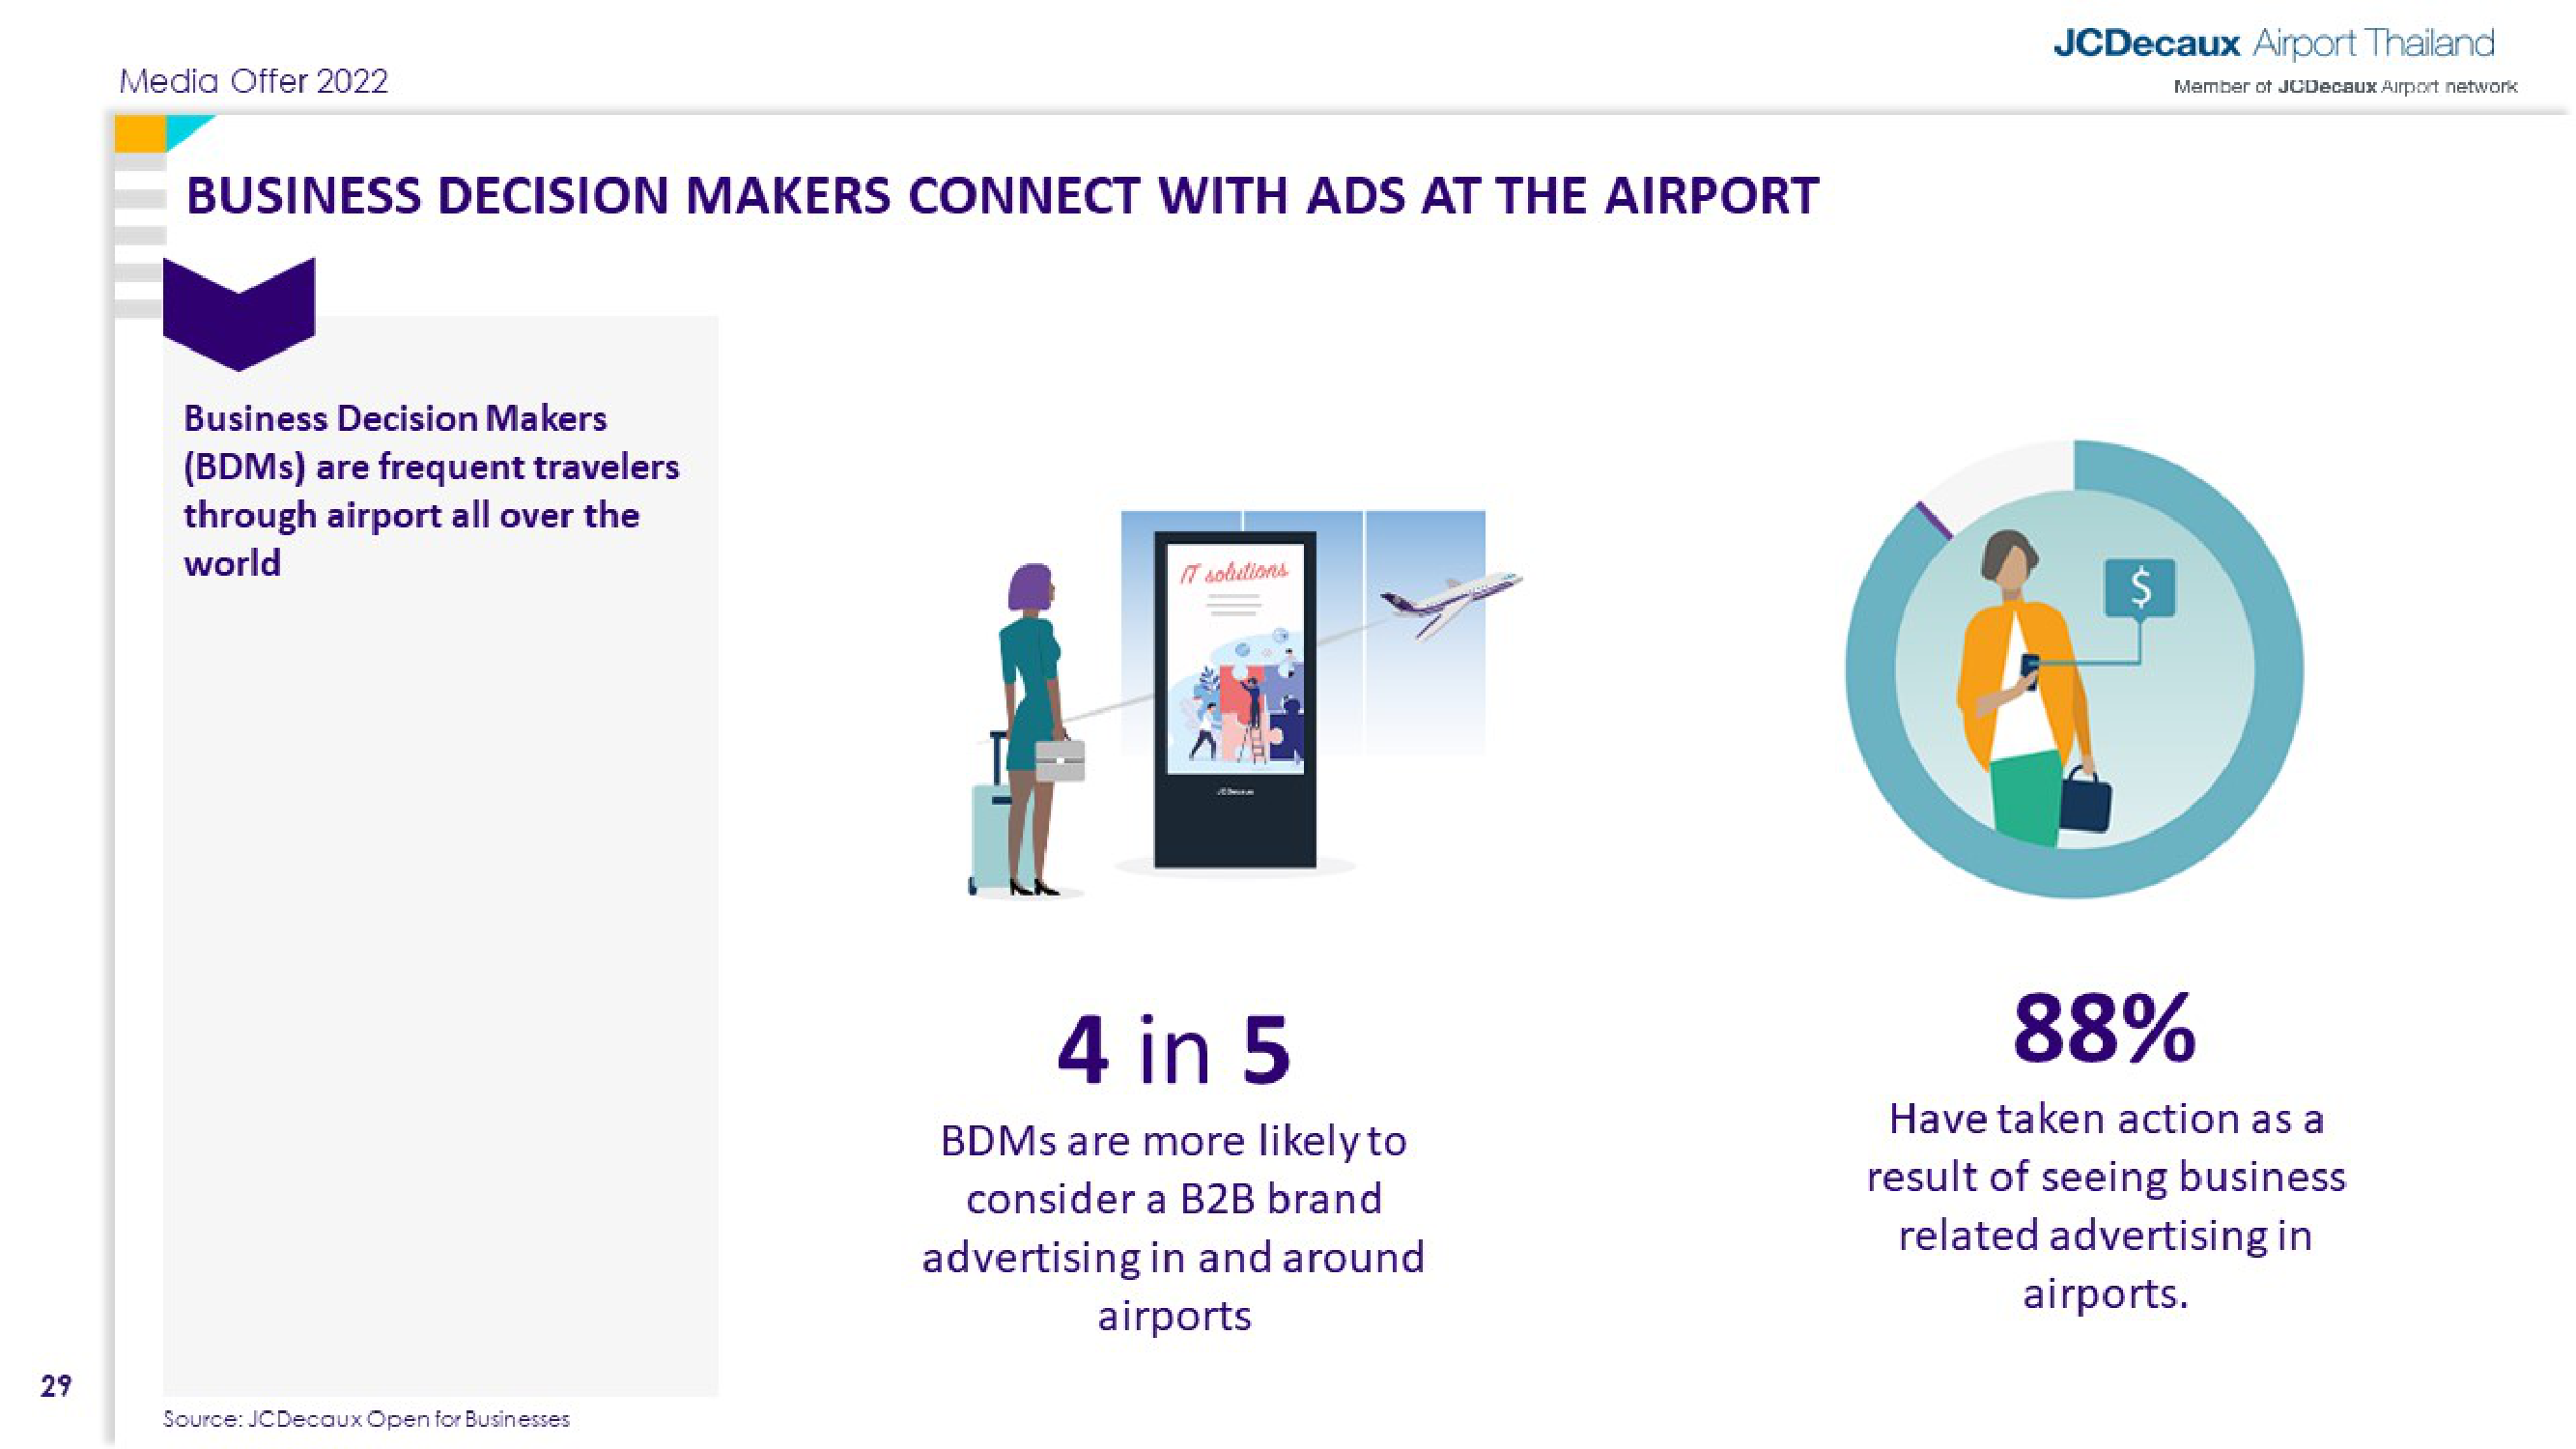 Media Offer 2022
JCDecaux Airport Thailand
Member of JCDecaux Airport network
BUSINESS DECISION MAKERS CONNECT WITH ADS AT THE AIRPORT
Business Decision Makers
(BDMs) are frequent travelers
through airport all over the
world
IT solutions
JCDecaux
$
4 in 5
BDMs are more likely to
consider a B2B brand
advertising in and around
airports
88%
Have taken action as a
result of seeing business
related advertising in
airports.
29
Source: JCDecaux Open for Businesses